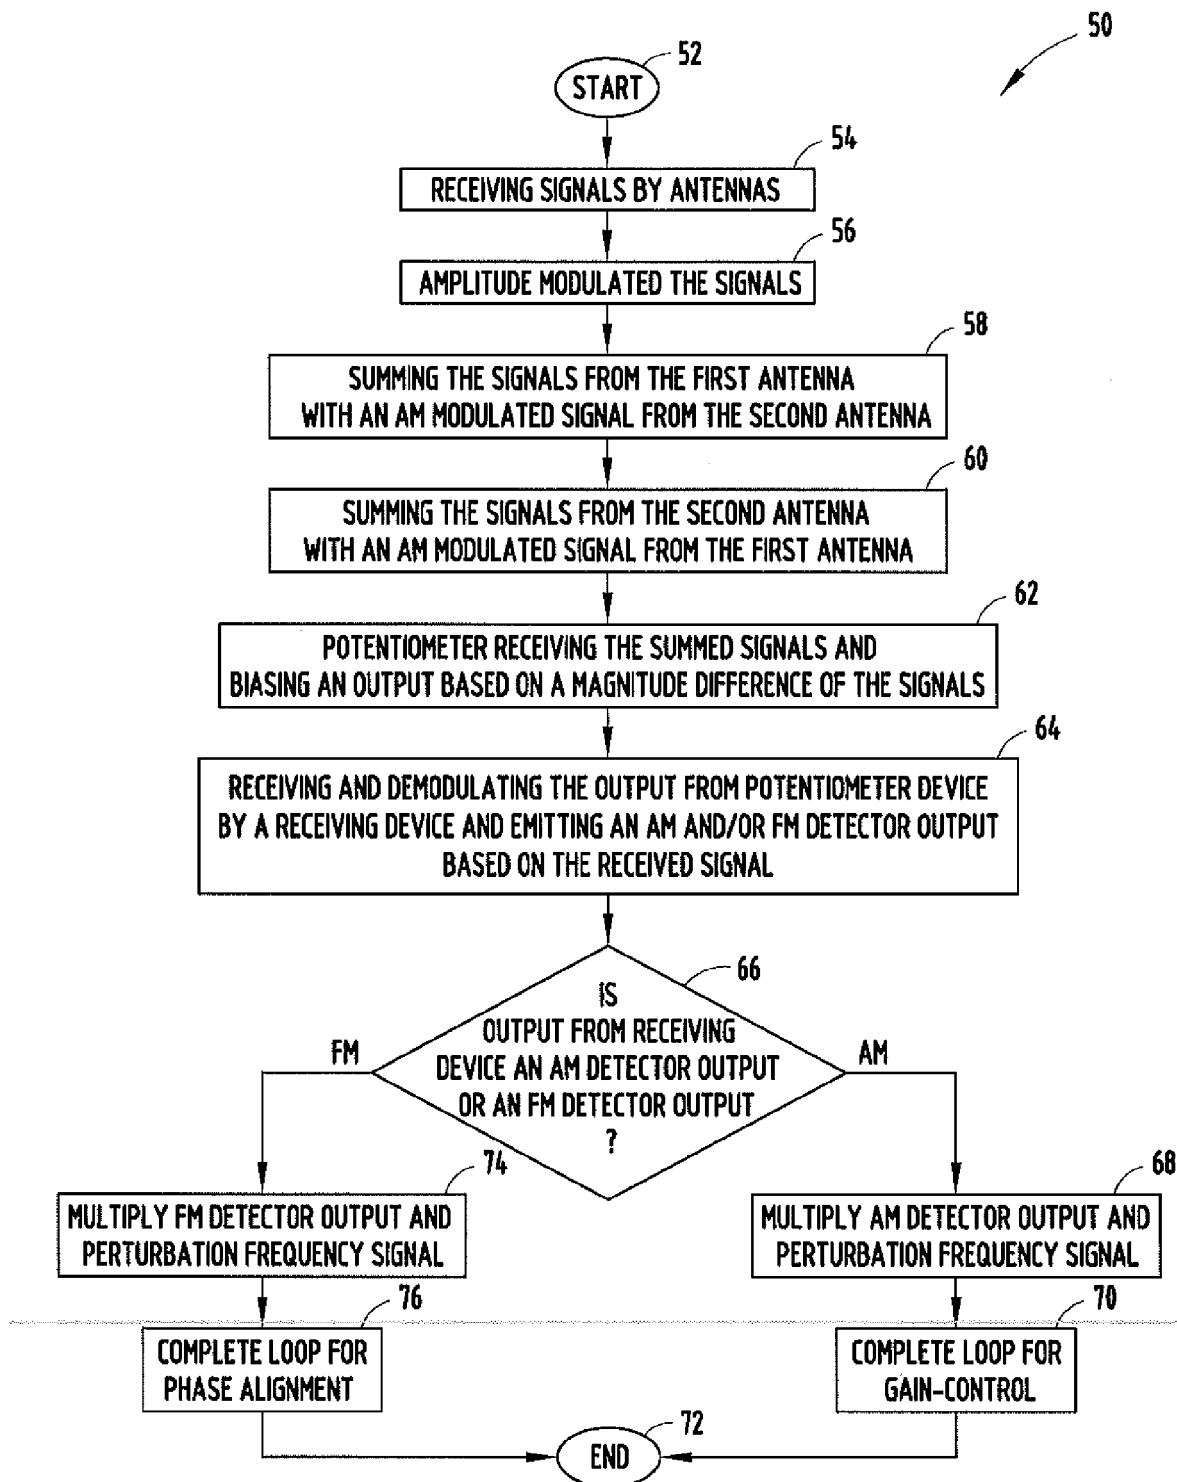 50
52
START
54
RECEIVING SIGNALS BY ANTENNAS
56
AMPLITUDE MODULATED THE SIGNALS
58
SUMMING THE SIGNALS FROM THE FIRST ANTENNA
WITH AN AM MODULATED SIGNAL FROM THE SECOND ANTENNA
60
SUMMING THE SIGNALS FROM THE SECOND ANTENNA
WITH AN AM MODULATED SIGNAL FROM THE FIRST ANTENNA
62
POTENTIOMETER RECEIVING THE SUMMED SIGNALS AND
BIASING AN OUTPUT BASED ON A MAGNITUDE DIFFERENCE OF THE SIGNALS
64
RECEIVING AND DEMODULATING THE OUTPUT FROM POTENTIOMETER DEVICE
BY A RECEIVING DEVICE AND EMITTING AN AM AND/OR FM DETECTOR OUTPUT
BASED ON THE RECEIVED SIGNAL
66
IS
OUTPUT FROM RECEIVING
DEVICE AN AM DETECTOR OUTPUT
OR AN FM DETECTOR OUTPUT
?
FM
AM
74
MULTIPLY FM DETECTOR OUTPUT AND
PERTURBATION FREQUENCY SIGNAL
68
MULTIPLY AM DETECTOR OUTPUT AND
PERTURBATION FREQUENCY SIGNAL
76
COMPLETE LOOP FOR
PHASE ALIGNMENT
70
COMPLETE LOOP FOR
GAIN-CONTROL
72
END